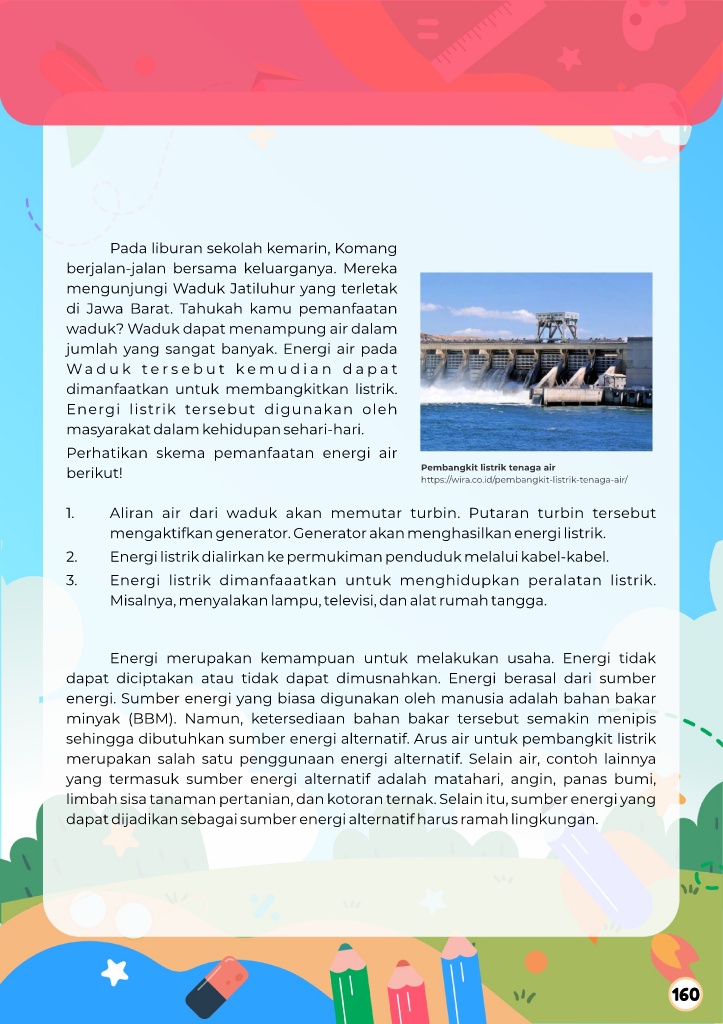 Pada liburan sekolah kemarin, Komang
berjalan-jalan bersama keluarganya. Mereka
mengunjungi Waduk Jatiluhur yang terletak
di Jawa Barat. Tahukah kamu pemanfaatan
waduk? Waduk dapat menampung air dalam
jumlah yang sangat banyak. Energi air pada
Waduk tersebut kemudian dapat
dimanfaatkan untuk membangkitkan listrik.
Energi listrik tersebut digunakan oleh
masyarakat dalam kehidupan sehari-hari.
Perhatikan skema pemanfaatan energi air
berikut!
Pembangkit listrik tenaga air
https://wira.co.id/pembangkit-listrik-tenaga-air/
1. Aliran air dari waduk akan memutar turbin. Putaran turbin tersebut
mengaktifkan generator. Generator akan menghasilkan energi listrik.
2. Energi listrik dialirkan ke permukiman penduduk melalui kabel-kabel.
3. Energi listrik dimanfaaatkan untuk menghidupkan peralatan listrik.
Misalnya, menyalakan lampu, televisi, dan alat rumah tangga.
Energi merupakan kemampuan untuk melakukan usaha. Energi tidak
dapat diciptakan atau tidak dapat dimusnahkan. Energi berasal dari sumber
energi. Sumber energi yang biasa digunakan oleh manusia adalah bahan bakar
minyak (BBM). Namun, ketersediaan bahan bakar tersebut semakin menipis
sehingga dibutuhkan sumber energi alternatif. Arus air untuk pembangkit listrik
merupakan salah satu penggunaan energi alternatif. Selain air, contoh lainnya
yang termasuk sumber energi alternatif adalah matahari, angin, panas bumi,
limbah sisa tanaman pertanian, dan kotoran ternak. Selain itu, sumber energi yang
dapat dijadikan sebagai sumber energi alternatif harus ramah lingkungan.
160